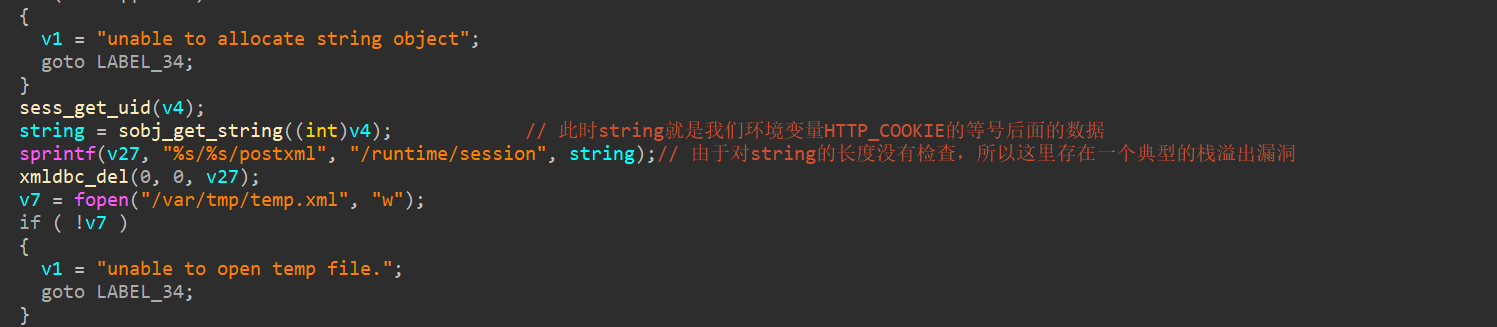 {
v1 = "unable to allocate string object";
goto LABEL_34;
}
sess_get_uid(v4);
string = sobj_get_string((int)v4); // 此时string就是我们环境变量HTTP_COOKIE的等号后面的数据
sprintf(v27, "%s/%s/postxml", "/runtime/session", string);// 由于对string的长度没有检查，所以这里存在一个典型的栈溢出漏洞
xmldbc_del(0, 0, v27);
v7 = fopen("/var/tmp/temp.xml", "w");
if ( !v7 )
{
v1 = "unable to open temp file.";
goto LABEL_34;
}